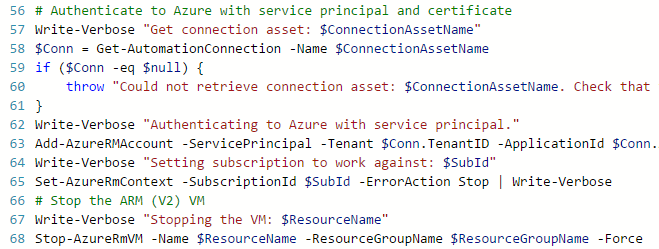 56 # Authenticate to Azure with service principal and certificate
57 Write-Verbose "Get connection asset: $ConnectionAssetName"
58 $Conn = Get-AutomationConnection -Name $ConnectionAssetName
59 if ($Conn -eq $null) {
60     throw "Could not retrieve connection asset: $ConnectionAssetName. Check that
61 }
62 Write-Verbose "Authenticating to Azure with service principal."
63 Add-AzureRMAccount -ServicePrincipal -Tenant $Conn.TenantID -ApplicationId $Conn.
64 Write-Verbose "Setting subscription to work against: $SubId"
65 Set-AzureRmContext -SubscriptionId $SubId -ErrorAction Stop | Write-Verbose
66 # Stop the ARM (V2) VM
67 Write-Verbose "Stopping the VM: $ResourceName"
68 Stop-AzureRmVM -Name $ResourceName -ResourceGroupName $ResourceGroupName -Force